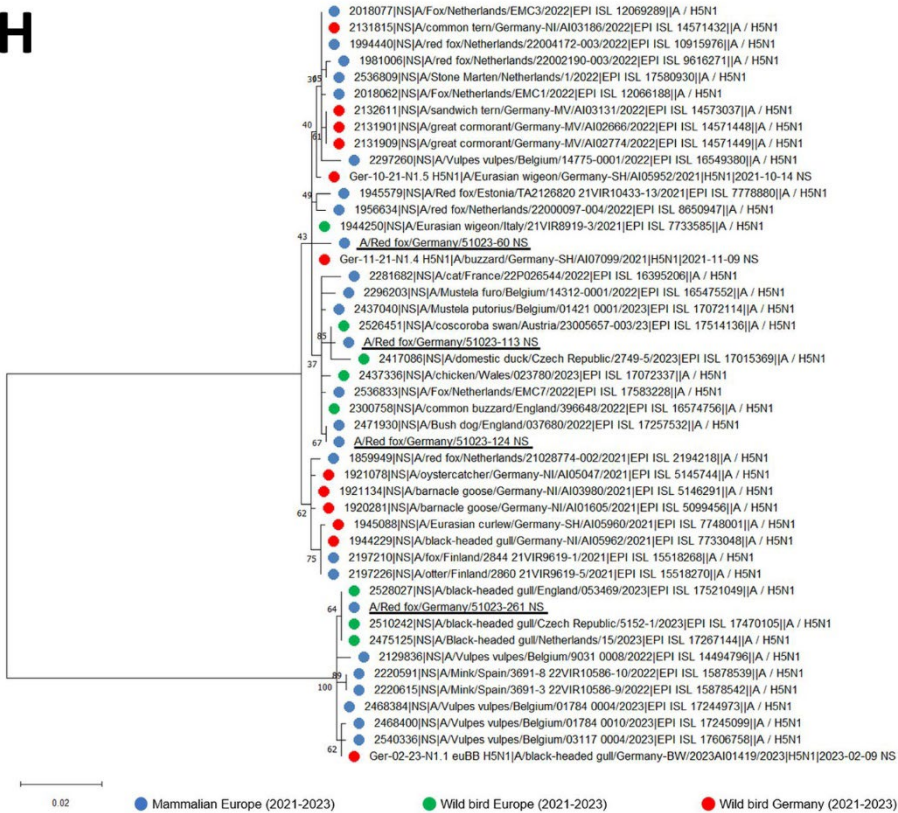 H
2018077|NS|A/Fox/Netherlands/EMC3/2022|EPI ISL 12069289||A / H5N1
2131815|NS|A/common tern/Germany-NI/AI03186/2022|EPI ISL 14571432||A / H5N1
1994440|NS|A/red fox/Netherlands/22004172-003/2022|EPI ISL 10915976||A / H5N1
1981006|NS|A/red fox/Netherlands/22002190-003/2022|EPI ISL 9616271||A / H5N1
2536809|NS|A/Stone Marten/Netherlands/1/2022|EPI ISL 17580930||A / H5N1
2018062|NS|A/Fox/Netherlands/EMC1/2022|EPI ISL 12066188||A / H5N1
40
2132611|NS|A/sandwich tern/Germany-MV/AI03131/2022|EPI ISL 14573037||A / H5N1
2131901|NS|A/great cormorant/Germany-MV/AI02666/2022|EPI ISL 14571448||A / H5N1
61
2131909|NS|A/great cormorant/Germany-MV/AI02774/2022|EPI ISL 14571449||A / H5N1
2297260|NS|A/Vulpes vulpes/Belgium/14775-0001/2022|EPI ISL 16549380||A / H5N1
Ger-10-21-N1.5 H5N1|A/Eurasian wigeon/Germany-SH/AI05952/2021|H5N1|2021-10-14 NS
49
1945579|NS|A/Red fox/Estonia/TA2126820 21VIR10433-13/2021|EPI ISL 7778880||A / H5N1
1956634|NS|A/red fox/Netherlands/22000097-004/2022|EPI ISL 8650947||A / H5N1
1944250|NS|A/Eurasian wigeon/Italy/21VIR8919-3/2021|EPI ISL 7733585||A / H5N1
43
A/Red fox/Germany/51023-60 NS
Ger-11-21-N1.4 H5N1|A/buzzard/Germany-SH/AI07099/2021|H5N1|2021-11-09 NS
2281682|NS|A/cat/France/22P026544/2022|EPI ISL 16395206||A / H5N1
2296203|NS|A/Mustela furo/Belgium/14312-0001/2022|EPI ISL 16547552||A / H5N1
2437040|NS|A/Mustela putorius/Belgium/01421 0001/2023|EPI ISL 17072114||A / H5N1
2526451|NS|A/coscoroba swan/Austria/23005657-003/23|EPI ISL 17514136||A / H5N1
85
A/Red fox/Germany/51023-113 NS
2417086|NS|A/domestic duck/Czech Republic/2749-5/2023|EPI ISL 17015369||A / H5N1
37
2437336|NS|A/chicken/Wales/023780/2023|EPI ISL 17072337||A / H5N1
2536833|NS|A/Fox/Netherlands/EMC7/2022|EPI ISL 17583228||A / H5N1
2300758|NS|A/common buzzard/England/396648/2022|EPI ISL 16574756||A / H5N1
2471930|NS|A/Bush dog/England/037680/2022|EPI ISL 17257532||A / H5N1
67
A/Red fox/Germany/51023-124 NS
1859949|NS|A/red fox/Netherlands/21028774-002/2021|EPI ISL 2194218||A / H5N1
1921078|NS|A/oystercatcher/Germany-NI/AI05047/2021|EPI ISL 5145744||A / H5N1
1921134|NS|A/barnacle goose/Germany-NI/AI03980/2021|EPI ISL 5146291||A / H5N1
62
1920281|NS|A/barnacle goose/Germany-NI/AI01605/2021|EPI ISL 5099456||A / H5N1
1945088|NS|A/Eurasian curlew/Germany-SH/AI05960/2021|EPI ISL 7748001||A / H5N1
1944229|NS|A/black-headed gull/Germany-NI/AI05962/2021|EPI ISL 7733048||A / H5N1
75
2197210|NS|A/fox/Finland/2844 21VIR9619-1/2021|EPI ISL 15518268||A / H5N1
2197226|NS|A/otter/Finland/2860 21VIR9619-5/2021|EPI ISL 15518270||A / H5N1
2528027|NS|A/black-headed gull/England/053469/2023|EPI ISL 17521049||A / H5N1
64
A/Red fox/Germany/51023-261 NS
2510242|NS|A/black-headed gull/Czech Republic/5152-1/2023|EPI ISL 17470105||A / H5N1
2475125|NS|A/Black-headed gull/Netherlands/15/2023|EPI ISL 17267144||A / H5N1
2129836|NS|A/Vulpes vulpes/Belgium/9031 0008/2022|EPI ISL 14494796||A / H5N1
2220591|NS|A/Mink/Spain/3691-8 22VIR10586-10/2022|EPI ISL 15878539||A / H5N1
100
2220615|NS|A/Mink/Spain/3691-3 22VIR10586-9/2022|EPI ISL 15878542||A / H5N1
2468384|NS|A/Vulpes vulpes/Belgium/01784 0004/2023|EPI ISL 17244973||A / H5N1
2468400|NS|A/Vulpes vulpes/Belgium/01784 0010/2023|EPI ISL 17245099||A / H5N1
2540336|NS|A/Vulpes vulpes/Belgium/03117 0004/2023|EPI ISL 17606758||A / H5N1
62
Ger-02-23-N1.1 euBB H5N1|A/black-headed gull/Germany-BW/2023AI01419/2023|H5N1|2023-02-09 NS
0.02
Mammalian Europe (2021-2023)
Wild bird Europe (2021-2023)
Wild bird Germany (2021-2023)